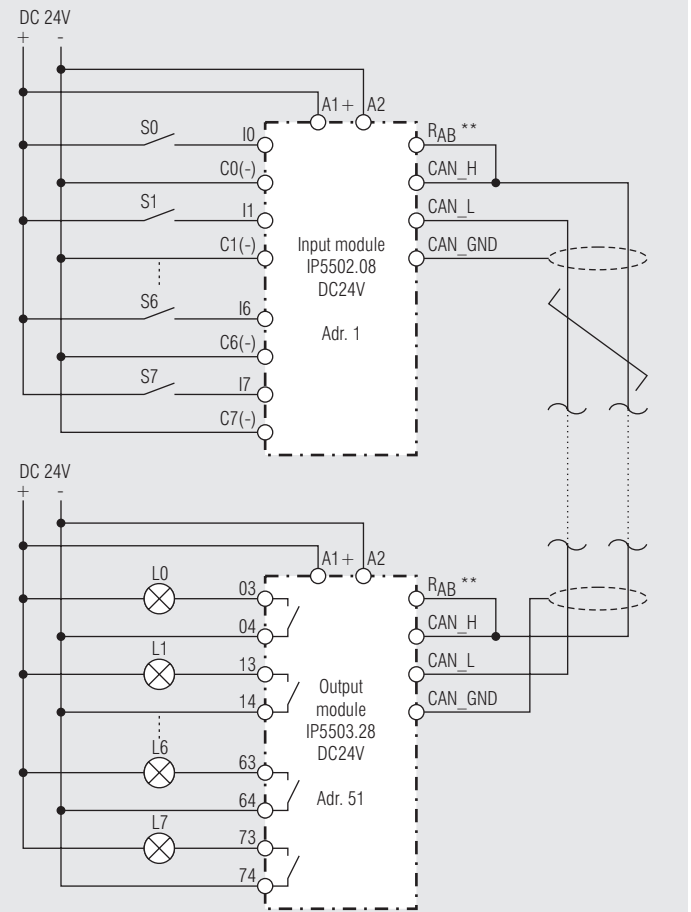 DC 24V
+ -
A1+ A2
S0 I0 RAB **
C0(-) CAN_H
S1 I1 CAN_L
C1(-) CAN_GND
Input module
IP5502.08
DC24V
S6 I6
Adr. 1
C6(-)
S7 I7
C7(-)
DC 24V
+ -
A1+ A2
L0 03 RAB **
04 CAN_H
L1 13 CAN_L
14 CAN_GND
Output
module
IP5503.28
DC24V
L6 63
64 Adr. 51
L7 73
74